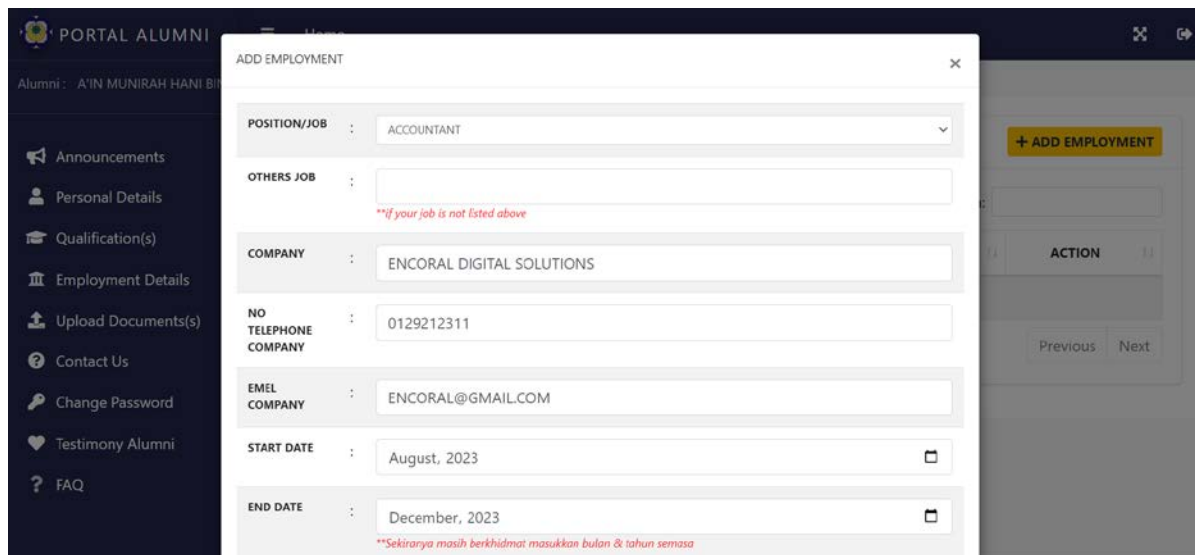 PORTAL ALUMNI
Home
Alumni : A'IN MUNIRAH HANI
Announcements
Personal Details
Qualification(s)
Employment Details
Upload Documents(s)
Contact Us
Change Password
Testimony Alumni
FAQ
ADD EMPLOYMENT
×
POSITION/JOB : ACCOUNTANT
OTHERS JOB :
**if your job is not listed above
COMPANY : ENCORAL DIGITAL SOLUTIONS
NO TELEPHONE COMPANY : 0129212311
EMEL COMPANY : ENCORAL@GMAIL.COM
START DATE : August, 2023
END DATE : December, 2023
**Sekiranya masih berkhidmat masukkan bulan & tahun semasa
+ ADD EMPLOYMENT
ACTION
Previous Next